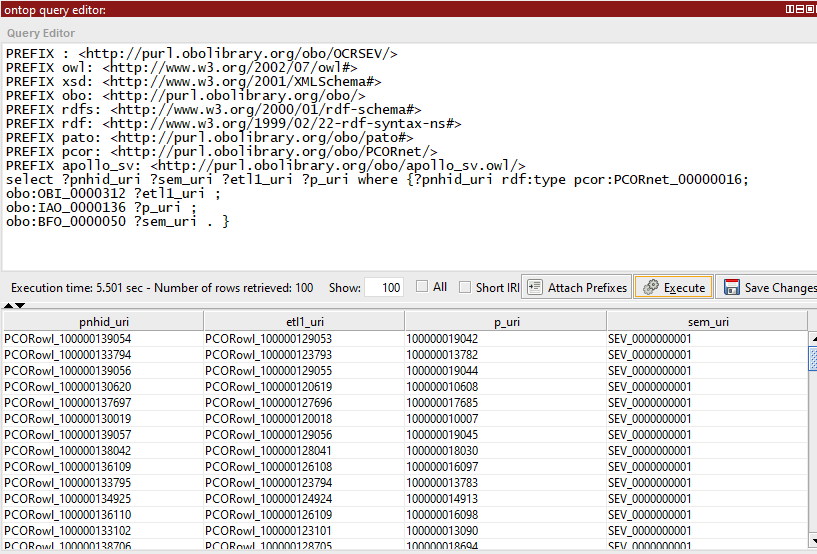 ontop query editor:
Query Editor
PREFIX : <http://purl.obolibrary.org/obo/OCRSEV/>
PREFIX owl: <http://www.w3.org/2002/07/owl#>
PREFIX xsd: <http://www.w3.org/2001/XMLSchema#>
PREFIX obo: <http://purl.obolibrary.org/obo/>
PREFIX rdfs: <http://www.w3.org/2000/01/rdf-schema#>
PREFIX rdf: <http://www.w3.org/1999/02/22-rdf-syntax-ns#>
PREFIX pato: <http://purl.obolibrary.org/obo/pato#>
PREFIX pcor: <http://purl.obolibrary.org/obo/PCORnet/>
PREFIX apollo_sv: <http://purl.obolibrary.org/obo/apollo_sv.owl/>
select ?pnhid_uri ?sem_uri ?etl1_uri ?p_uri where {?pnhid_uri rdf:type pcor:PCORnet_00000016;
obo:OBI_0000312 ?etl1_uri ;
obo:IAO_0000136 ?p_uri ;
obo:BFO_0000050 ?sem_uri . }
Execution time: 5.501 sec - Number of rows retrieved: 100 Show: 100 All Short IRI Attach Prefixes Execute Save Changes
pnhid_uri etl1_uri p_uri sem_uri
PCORowl_100000139054 PCORowl_100000129053 100000019042 SEV_0000000001
PCORowl_100000133794 PCORowl_100000123793 100000013782 SEV_0000000001
PCORowl_100000139056 PCORowl_100000129055 100000019044 SEV_0000000001
PCORowl_100000130620 PCORowl_100000120619 100000010608 SEV_0000000001
PCORowl_100000137697 PCORowl_100000127696 100000017685 SEV_0000000001
PCORowl_100000130019 PCORowl_100000120018 100000010007 SEV_0000000001
PCORowl_100000139057 PCORowl_100000129056 100000019045 SEV_0000000001
PCORowl_100000138042 PCORowl_100000128041 100000018030 SEV_0000000001
PCORowl_100000136109 PCORowl_100000126108 100000016097 SEV_0000000001
PCORowl_100000133795 PCORowl_100000123794 100000013783 SEV_0000000001
PCORowl_100000134925 PCORowl_100000124924 100000014913 SEV_0000000001
PCORowl_100000136110 PCORowl_100000126109 100000016098 SEV_0000000001
PCORowl_100000133102 PCORowl_100000123101 100000013090 SEV_0000000001
PCORowl_100000138706 PCORowl_100000128705 100000018694 SEV_0000000001